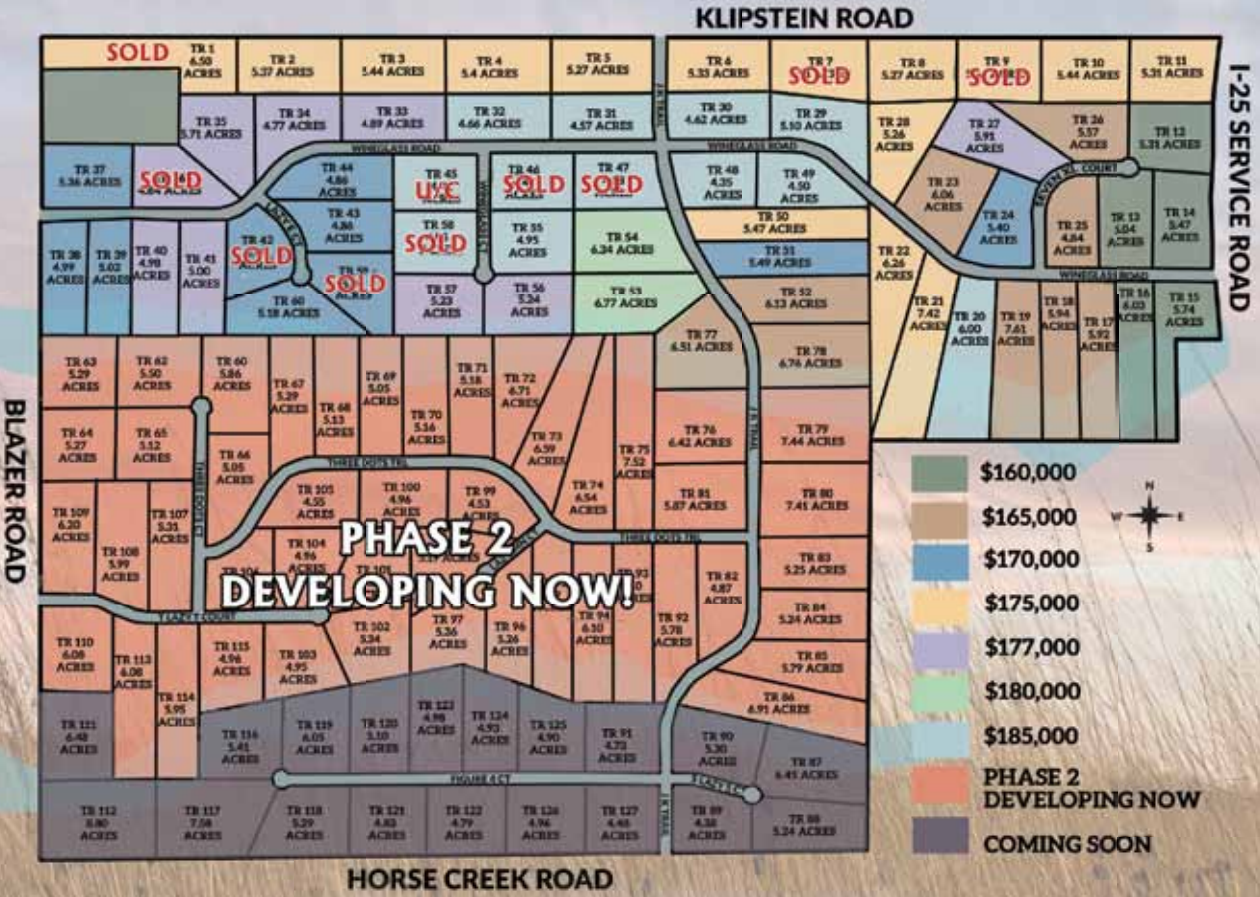 KLIPSTEIN ROAD
I-25 SERVICE ROAD
BLAZER ROAD
HORSE CREEK ROAD
SOLD
TR 1
6.50
ACRES
TR 2
5.37 ACRES
TR 3
5.44 ACRES
TR 4
5.4 ACRES
TR 5
5.27 ACRES
TR 6
5.33 ACRES
TR 7
SOLD
TR 8
5.27 ACRES
TR 9
SOLD
TR 10
5.44 ACRES
TR 11
5.31 ACRES
TR 35
5.71 ACRES
TR 34
4.77 ACRES
TR 33
4.89 ACRES
TR 32
4.66 ACRES
TR 31
4.57 ACRES
J K TRAIL
TR 30
4.62 ACRES
TR 29
5.10 ACRES
TR 28
5.26
ACRES
TR 27
5.91
ACRES
TR 26
5.57
ACRES
TR 12
5.31 ACRES
WINEGLASS ROAD
WINEGLASS ROAD
SEVEN XL COURT
TR 37
5.36 ACRES
SOLD
TR 44
4.86
ACRES
TR 45
U/C
TR 46
SOLD
ACRES
TR 47
SOLD
TR 48
4.35
ACRES
TR 49
4.50
ACRES
TR 23
6.06
ACRES
TR 24
5.40
ACRES
TR 25
4.84
ACRES
TR 13
5.04
ACRES
TR 14
5.47
ACRES
TR 43
4.86
ACRES
TR 58
SOLD
TR 55
4.95
ACRES
TR 54
6.34 ACRES
TR 50
5.47 ACRES
TR 51
5.49 ACRES
TR 38
4.99
ACRES
TR 39
5.02
ACRES
TR 40
4.98
ACRES
TR 41
5.00
ACRES
TR 42
SOLD
SOLD
ACRES
TR 60
5.18 ACRES
TR 57
5.23
ACRES
TR 56
5.24
ACRES
TR 53
6.77 ACRES
TR 52
6.13 ACRES
TR 22
6.26
ACRES
TR 21
7.42
ACRES
TR 20
6.00
ACRES
TR 19
7.61
ACRES
TR 18
5.94
ACRES
TR 17
5.92
ACRES
TR 16
6.03
ACRES
TR 15
5.74
ACRES
WINEGLASS ROAD
TR 63
5.29
ACRES
TR 62
5.50
ACRES
TR 60
5.86
ACRES
TR 67
5.29
ACRES
TR 68
5.13
ACRES
TR 69
5.05
ACRES
TR 70
5.16
ACRES
TR 71
5.18
ACRES
TR 72
6.71
ACRES
TR 77
6.51 ACRES
TR 78
6.76 ACRES
TR 64
5.27
ACRES
TR 65
5.12
ACRES
TR 66
5.05
ACRES
TR 73
6.59
ACRES
TR 74
6.54
ACRES
TR 75
7.52
ACRES
TR 76
6.42 ACRES
J K TRAIL
TR 79
7.44 ACRES
THREE DOTS TRL
TR 109
6.20
ACRES
TR 108
5.99
ACRES
TR 107
5.31
ACRES
THREE DOTS CT
TR 105
4.55
ACRES
TR 100
4.96
ACRES
TR 99
4.53
ACRES
TR 81
5.87 ACRES
TR 80
7.41 ACRES
THREE DOTS TRL
TR 104
4.96
ACRES
PHASE 2
DEVELOPING NOW!
TR 82
4.87
ACRES
TR 83
5.25 ACRES
TR 84
5.24 ACRES
TR 85
5.79 ACRES
TR 86
6.91 ACRES
TR 110
6.08
ACRES
TR 113
6.08
ACRES
TR 114
5.95
ACRES
TR 115
4.96
ACRES
TR 103
4.95
ACRES
TR 102
5.34
ACRES
TR 97
5.36
ACRES
TR 96
5.26
ACRES
TR 94
6.10
ACRES
TR 92
5.78
ACRES
TR 111
6.48
ACRES
TR 116
5.41
ACRES
TR 119
6.05
ACRES
TR 120
5.10
ACRES
TR 123
4.98
ACRES
TR 124
4.93
ACRES
TR 125
4.90
ACRES
TR 91
4.73
ACRES
TR 90
5.30
ACRES
TR 87
6.45 ACRES
FIGURE 4 CT
TR 112
8.80
ACRES
TR 117
7.58
ACRES
TR 118
5.29
ACRES
TR 121
4.83
ACRES
TR 122
4.79
ACRES
TR 126
4.96
ACRES
TR 127
4.48
ACRES
J K TRAIL
TR 89
4.38
ACRES
TR 88
5.24 ACRES
$160,000
$165,000
$170,000
$175,000
$177,000
$180,000
$185,000
PHASE 2
DEVELOPING NOW
COMING SOON
N
W
E
S